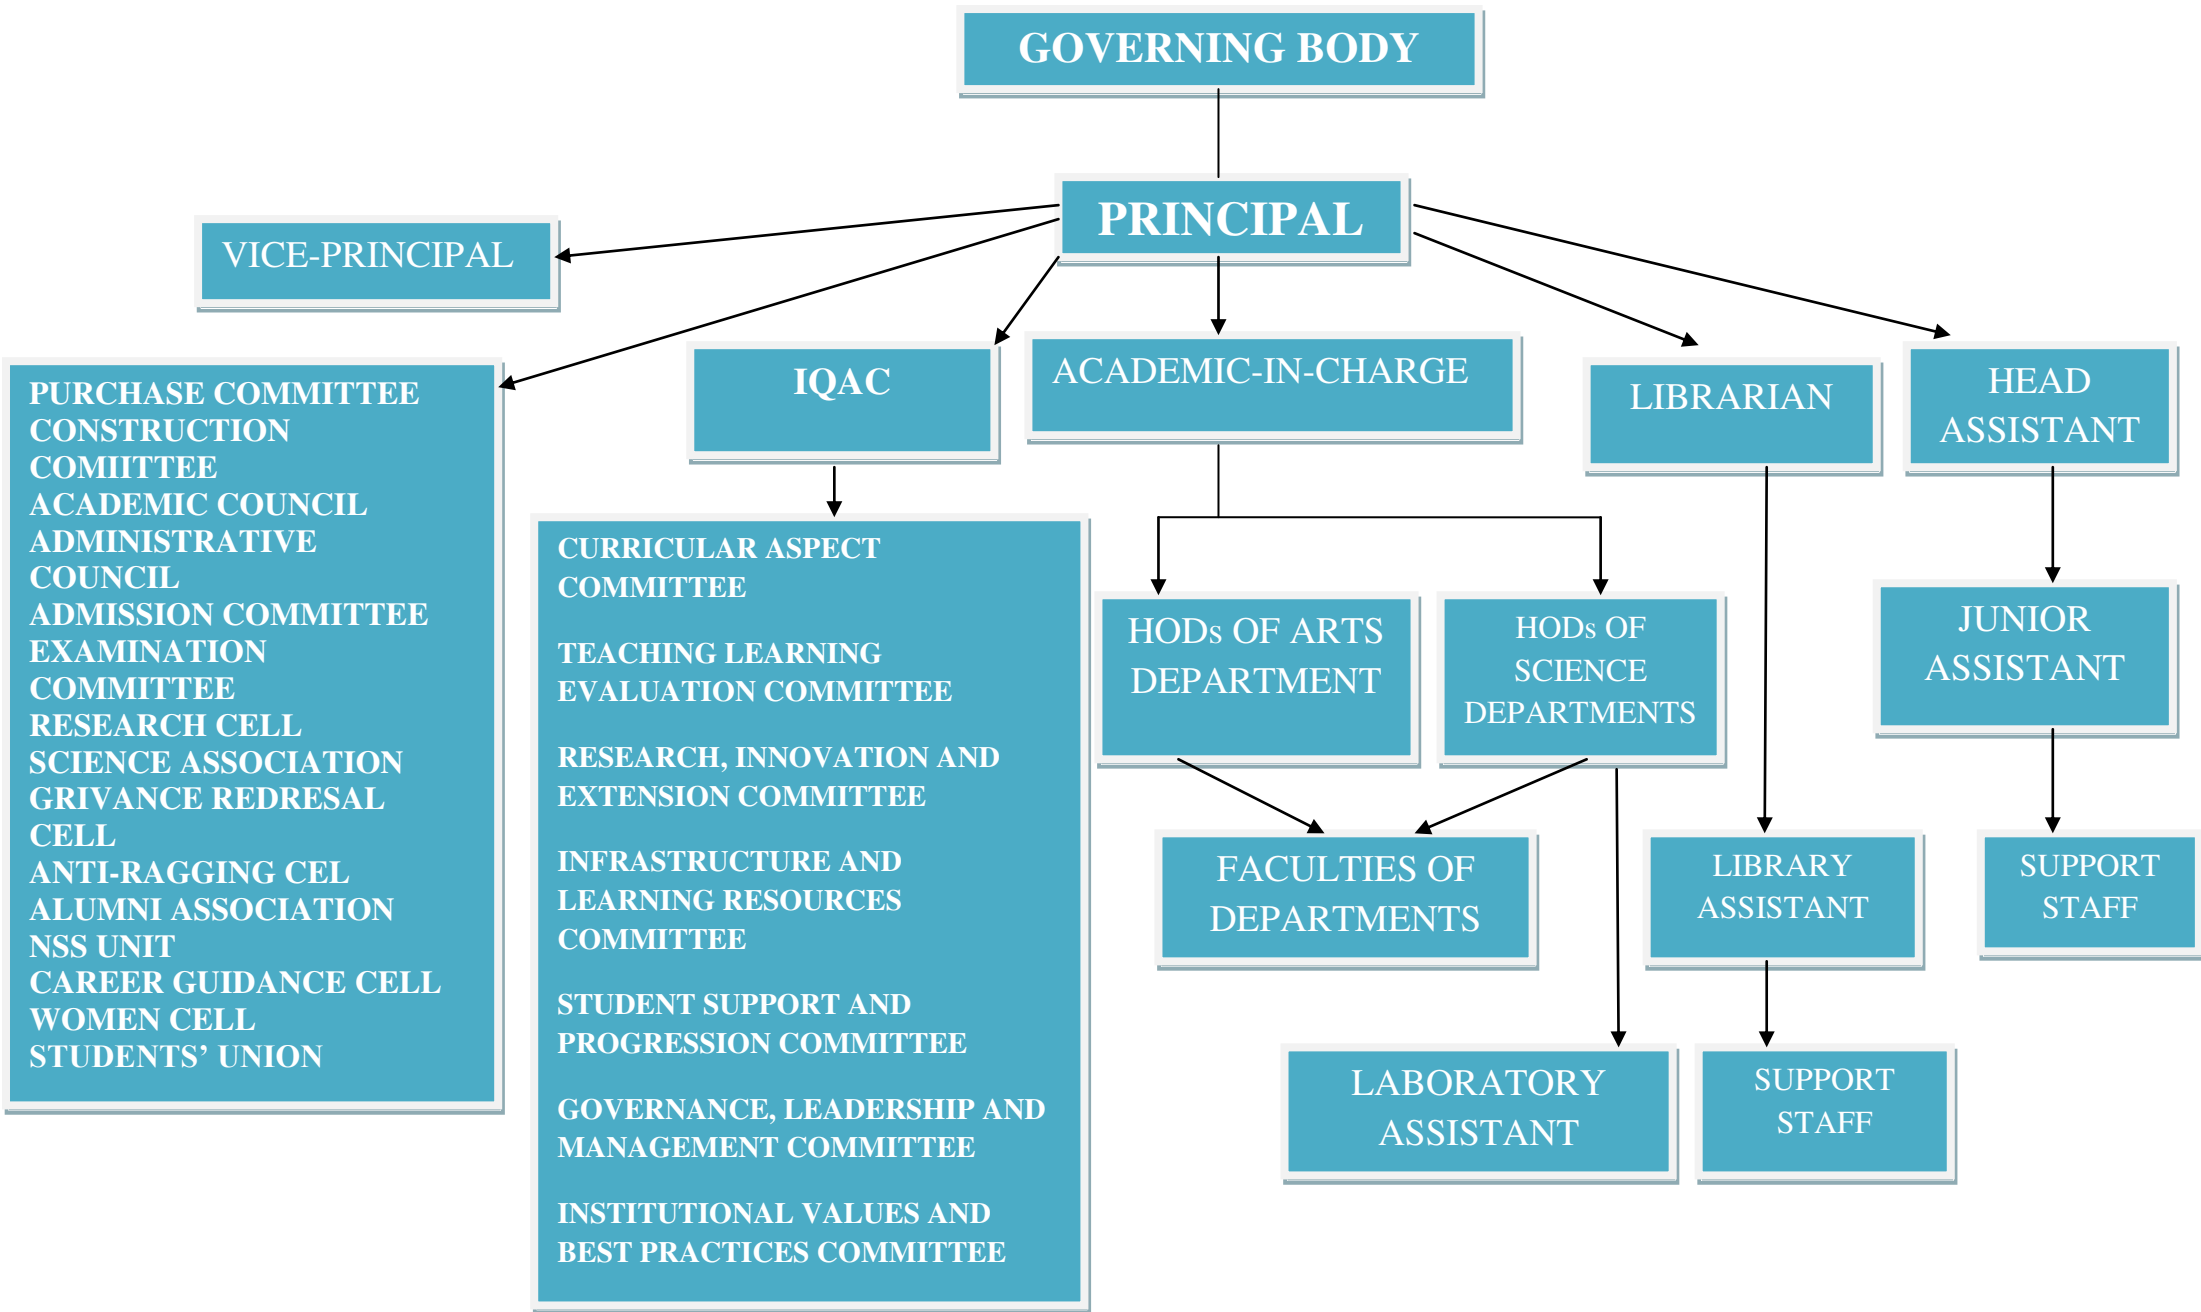 GOVERNING BODY
PRINCIPAL
VICE-PRINCIPAL
PURCHASE COMMITTEE
CONSTRUCTION
COMIITTEE
ACADEMIC COUNCIL
ADMINISTRATIVE
COUNCIL
ADMISSION COMMITTEE
EXAMINATION
COMMITTEE
RESEARCH CELL
SCIENCE ASSOCIATION
GRIVANCE REDRESAL
CELL
ANTI-RAGGING CEL
ALUMNI ASSOCIATION
NSS UNIT
CAREER GUIDANCE CELL
WOMEN CELL
STUDENTS’ UNION
IQAC
CURRICULAR ASPECT
COMMITTEE
TEACHING LEARNING
EVALUATION COMMITTEE
RESEARCH, INNOVATION AND
EXTENSION COMMITTEE
INFRASTRUCTURE AND
LEARNING RESOURCES
COMMITTEE
STUDENT SUPPORT AND
PROGRESSION COMMITTEE
GOVERNANCE, LEADERSHIP AND
MANAGEMENT COMMITTEE
INSTITUTIONAL VALUES AND
BEST PRACTICES COMMITTEE
ACADEMIC-IN-CHARGE
HODs OF ARTS
DEPARTMENT
HODs OF
SCIENCE
DEPARTMENTS
FACULTIES OF
DEPARTMENTS
LABORATORY
ASSISTANT
LIBRARIAN
LIBRARY
ASSISTANT
SUPPORT
STAFF
HEAD
ASSISTANT
JUNIOR
ASSISTANT
SUPPORT
STAFF